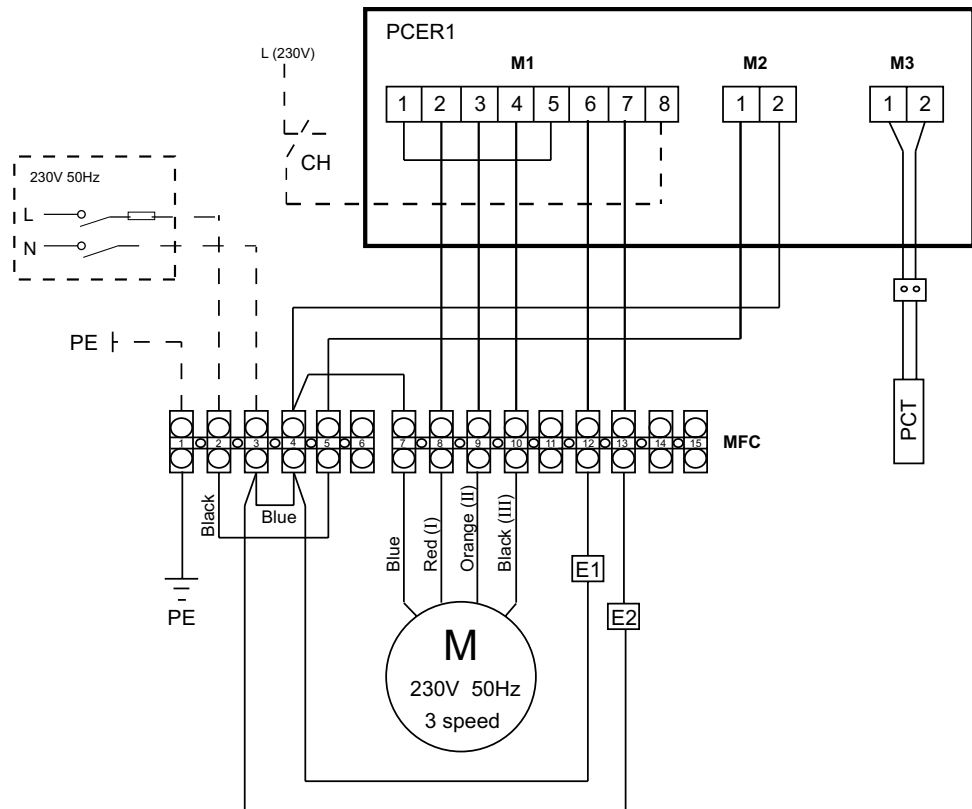 PCER1
L (230V)
M1
M2
M3
1 2 3 4 5 6 7 8
1 2
1 2
CH
230V 50Hz
L
N
PE
1 2 3 4 5 6 7 8 9 10 11 12 13 14 15
MFC
PCT
Black
Blue
Blue
Red (I)
Orange (II)
Black (III)
E1
E2
PE
M
230V 50Hz
3 speed